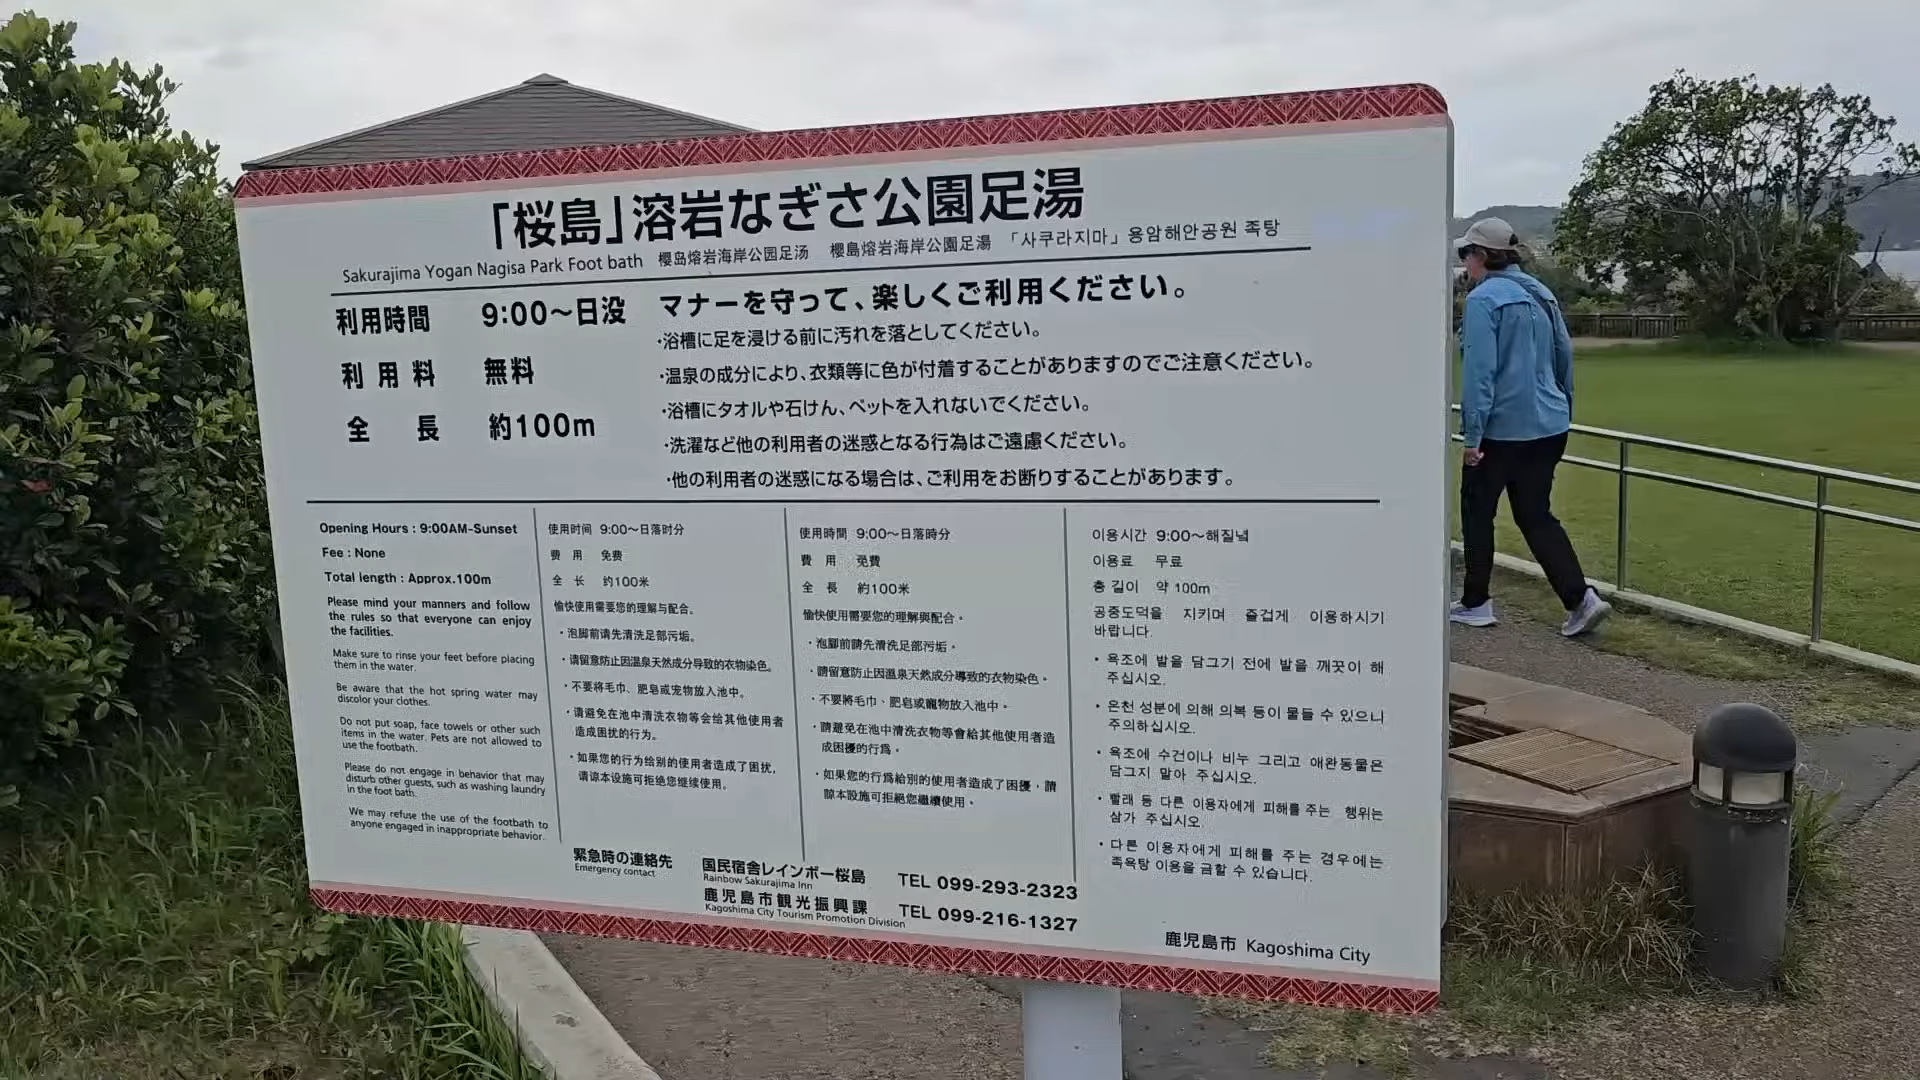 「桜島」溶岩なぎさ公園足湯
Sakurajima Yogan Nagisa Park Foot bath 樱岛熔岩海岸公园足汤 櫻島熔岩海岸公園足湯 「사쿠라지마」용암해안공원 족탕
利用時間 9:00～日没
利用料 無料
全長 約100m
マナーを守って、楽しくご利用ください。
・浴槽に足を浸ける前に汚れを落としてください。
・温泉の成分により、衣類等に色が付着することがありますのでご注意ください。
・浴槽にタオルや石けん、ペットを入れないでください。
・洗濯など他の利用者の迷惑となる行為はご遠慮ください。
・他の利用者の迷惑になる場合は、ご利用をお断りすることがあります。
Opening Hours : 9:00AM-Sunset
Fee : None
Total length : Approx.100m
Please mind your manners and follow
the rules so that everyone can enjoy
the facilities.
Make sure to rinse your feet before placing
them in the water.
Be aware that the hot spring water may
discolor your clothes.
Do not put soap, face towels or other such
items in the water. Pets are not allowed to
use the footbath.
Please do not engage in behavior that may
disturb other guests, such as washing laundry
in the foot bath.
We may refuse the use of the footbath to
anyone engaged in inappropriate behavior.
使用时间 9:00～日落时分
费用 免费
全长 约100米
愉快使用需要您的理解与配合。
・泡脚前请先清洗足部污垢。
・请留意防止因温泉天然成分导致的衣物染色。
・不要将毛巾、肥皂或宠物放入池中。
・请避免在池中清洗衣物等会给其他使用者
造成困扰的行为。
・如果您的行为给别的使用者造成了困扰，
请谅本设施可拒绝您继续使用。
使用時間 9:00～日落時分
費用 免費
全長 約100米
愉快使用需要您的理解與配合。
・泡腳前請先清洗足部污垢。
・請留意防止因溫泉天然成分導致的衣物染色。
・不要將毛巾、肥皂或寵物放入池中。
・請避免在池中清洗衣物等會給其他使用者造
成困擾的行爲。
・如果您的行爲給別的使用者造成了困擾，請
諒本設施可拒絕您繼續使用。
이용시간 9:00～해질녘
이용료 무료
총 길이 약 100m
공중도덕을 지키며 즐겁게 이용하시기
바랍니다.
・욕조에 발을 담그기 전에 발을 깨끗이 해
주십시오.
・온천 성분에 의해 의복 등이 물들 수 있으니
주의하십시오.
・욕조에 수건이나 비누 그리고 애완동물은
담그지 말아 주십시오.
・빨래 등 다른 이용자에게 피해를 주는 행위는
삼가 주십시오.
・다른 이용자에게 피해를 주는 경우에는
족욕탕 이용을 금할 수 있습니다.
緊急時の連絡先
Emergency contact
国民宿舎レインボー桜島 TEL 099-293-2323
Rainbow Sakurajima Inn
鹿児島市観光振興課 TEL 099-216-1327
Kagoshima City Tourism Promotion Division
鹿児島市 Kagoshima City